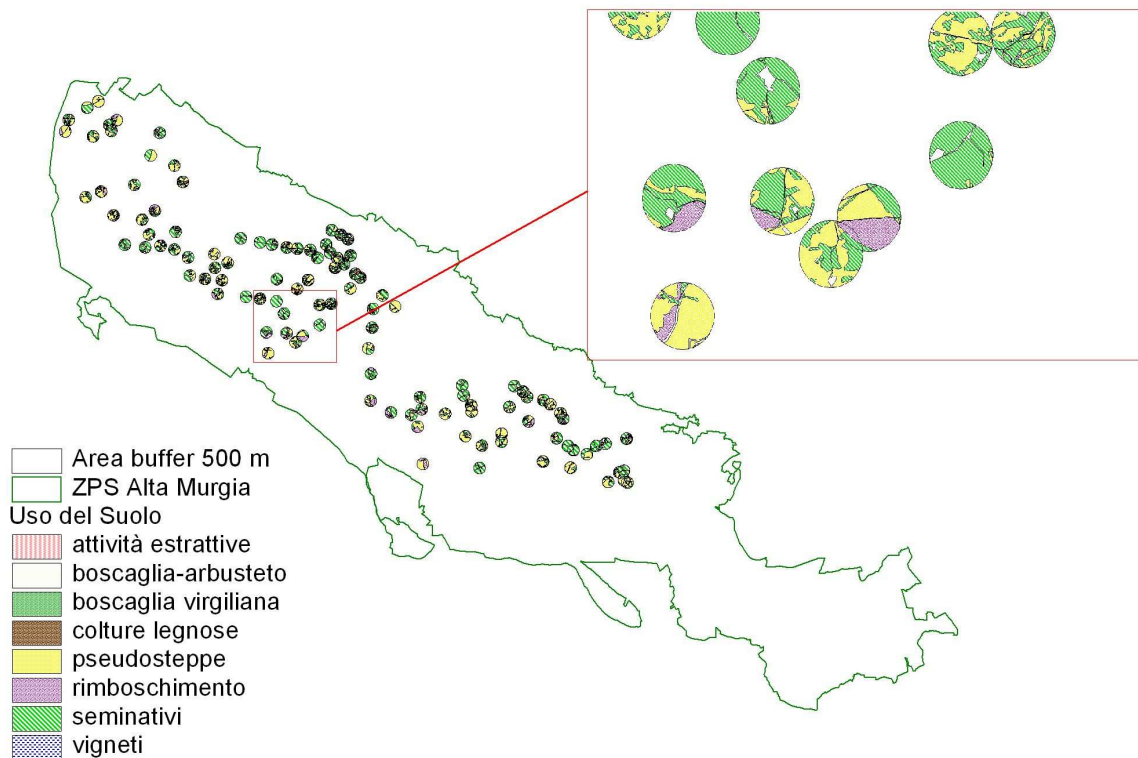 Area buffer 500 m
ZPS Alta Murgia
Uso del Suolo
attività estrattive
boscaglia-arbusteto
boscaglia virgiliana
colture legnose
pseudosteppe
rimboschimento
seminativi
vigneti